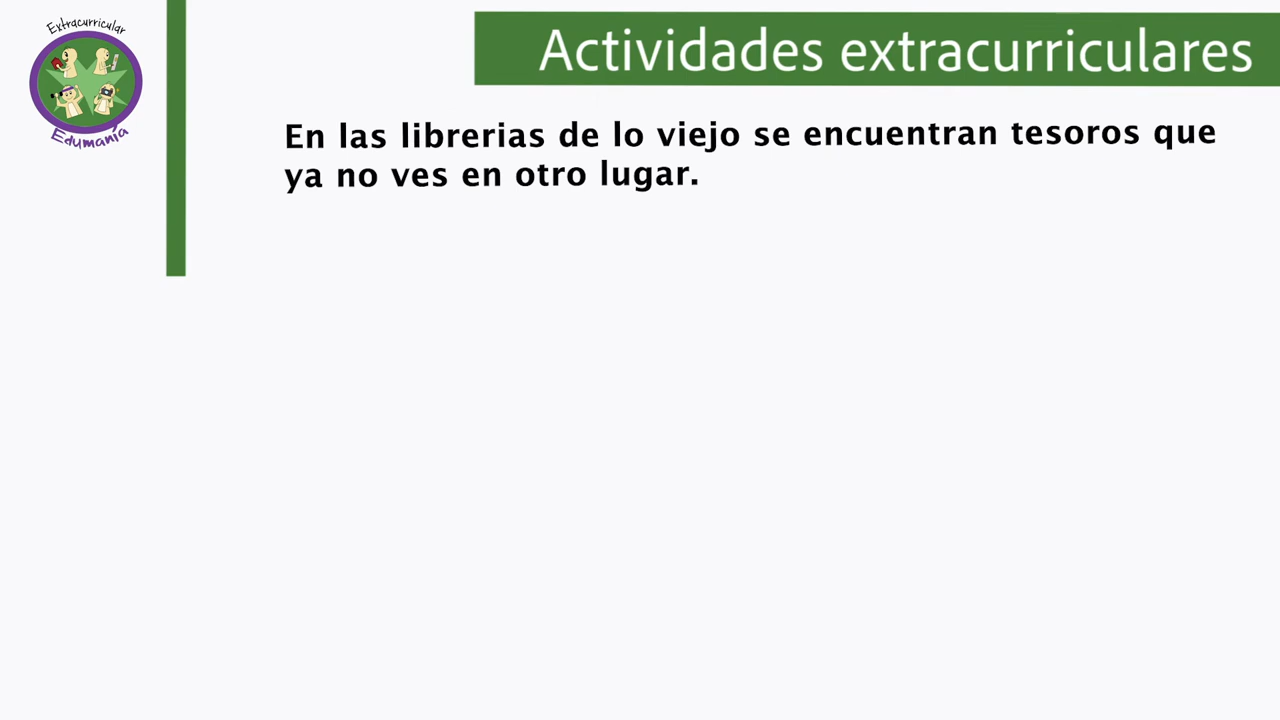 Extracurricular
Edumanía
Actividades extracurriculares
En las librerias de lo viejo se encuentran tesoros que
ya no ves en otro lugar.